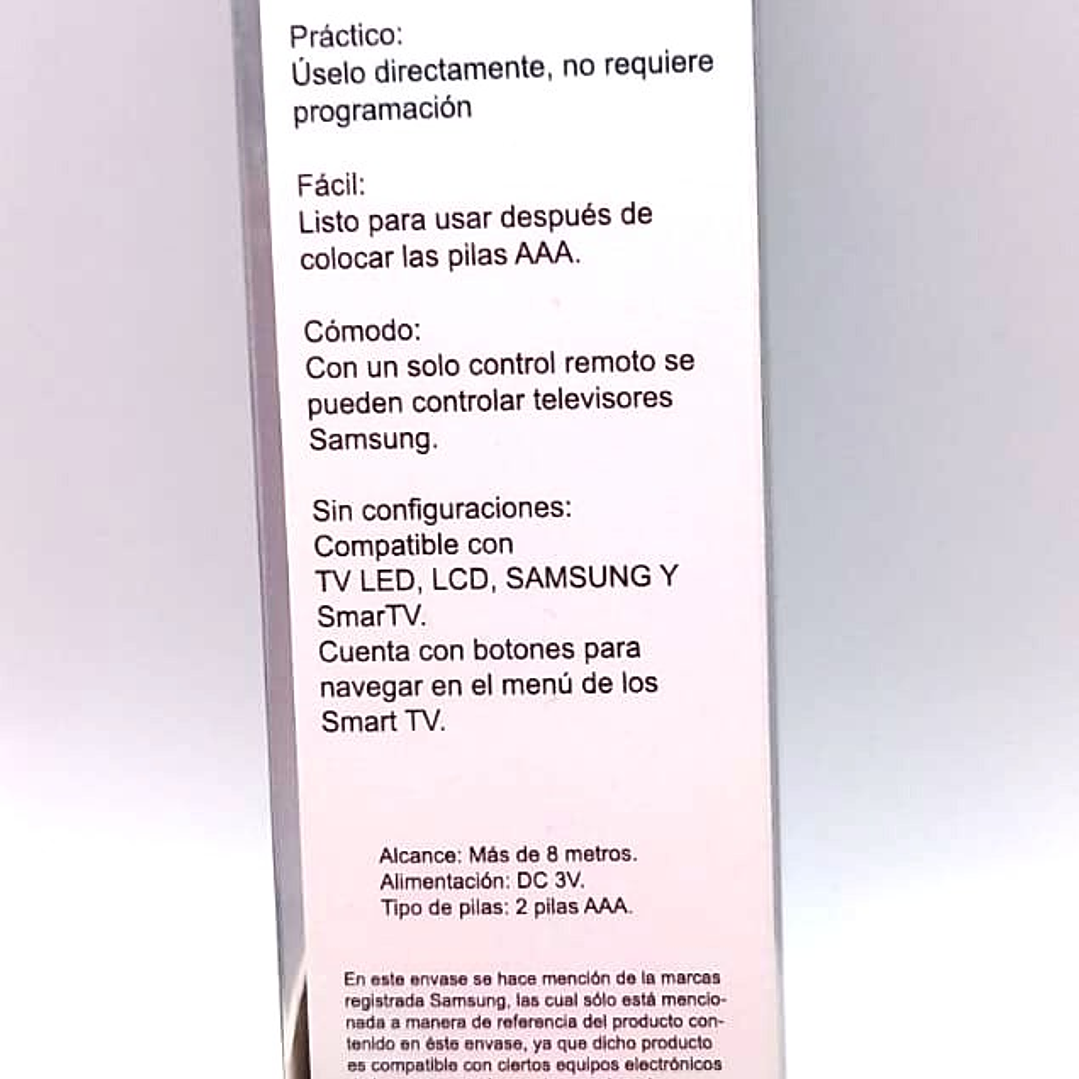 Práctico:
Úselo directamente, no requiere
programación
Fácil:
Listo para usar después de
colocar las pilas AAA.
Cómodo:
Con un solo control remoto se
pueden controlar televisores
Samsung.
Sin configuraciones:
Compatible con
TV LED, LCD, SAMSUNG Y
SmarTV.
Cuenta con botones para
navegar en el menú de los
Smart TV.
Alcance: Más de 8 metros.
Alimentación: DC 3V.
Tipo de pilas: 2 pilas AAA.
En este envase se hace mención de la marcas
registrada Samsung, las cual sólo está mencio-
nada a manera de referencia del producto con-
tenido en éste envase, ya que dicho producto
es compatible con ciertos equipos electrónicos